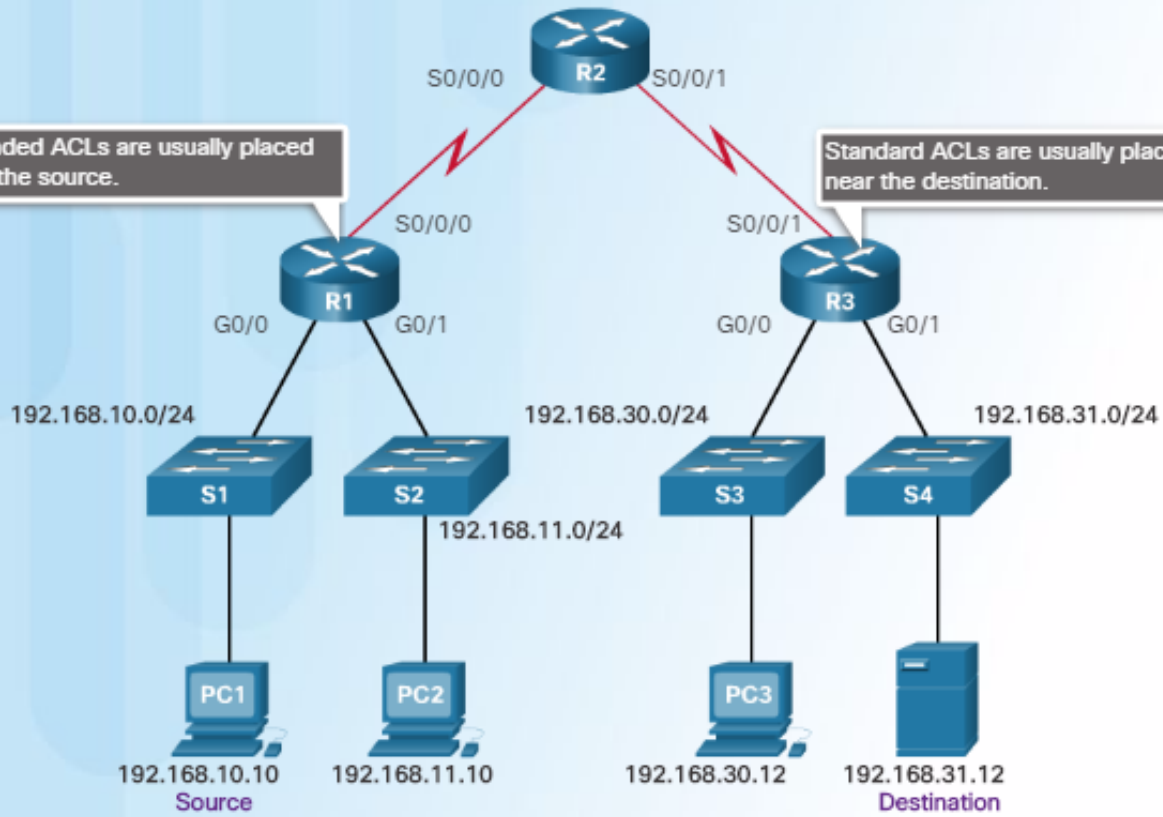 R2
S0/0/0
S0/0/1
ACLs are usually placed
the source.
Standard ACLs are usually
near the destination.
S0/0/0
S0/0/1
R1
R3
G0/0
G0/1
G0/0
G0/1
192.168.10.0/24
192.168.30.0/24
192.168.31.0/24
S1
S2
S3
S4
192.168.11.0/24
PC1
PC2
PC3
192.168.10.10
192.168.11.10
192.168.30.12
192.168.31.12
Source
Destination